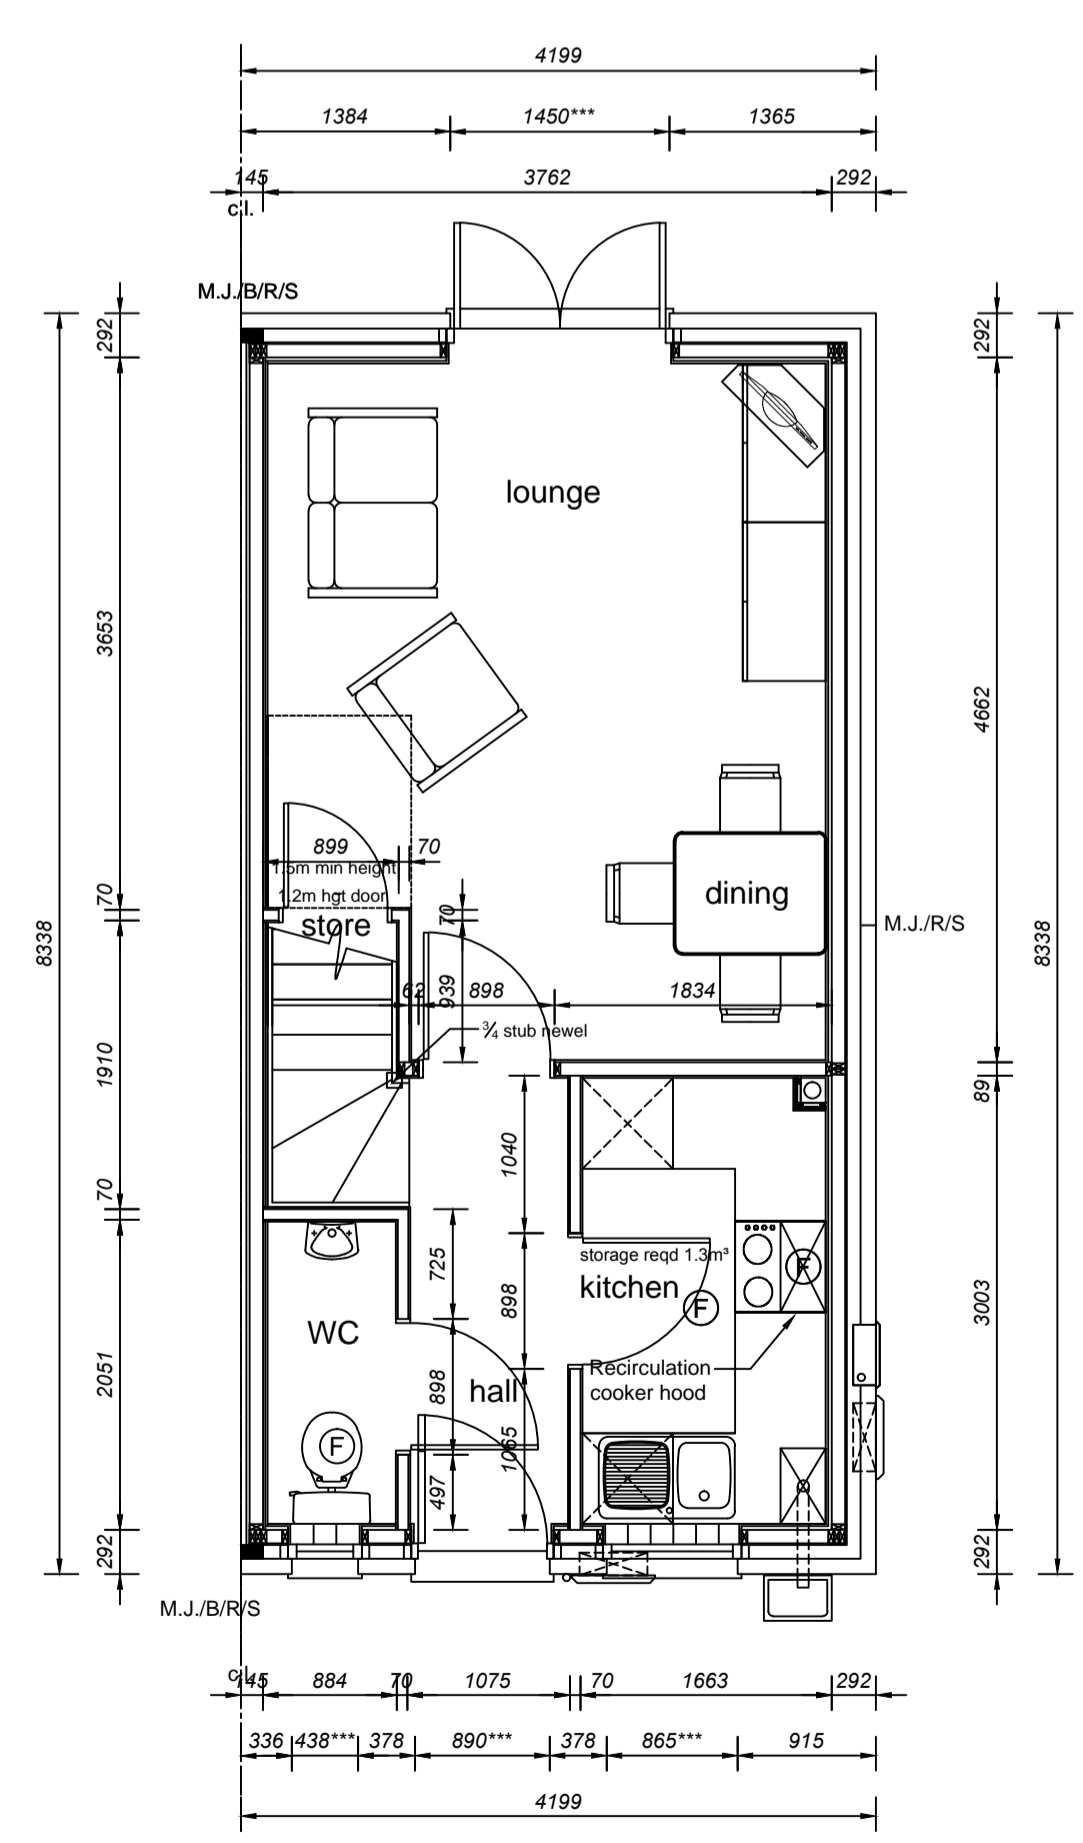 4199
1384 1450*** 1365
145 3762 292
c.l.
M.J./B/R/S
292 292
lounge
3653
4662
899 70
1.5m min height
1.2m hgt door
store
dining
70 70
8338
M.J./R/S
8338
939
62 898 1834
¾ stub newel
1910
89
1040
70
725
storage reqd 1.3m³
kitchen
F
F
898
3003
WC
Recirculation
cooker hood
2051
898
hall
F
1065
497
292 292
M.J./B/R/S
c.l.
145 884 70 1075 70 1663 292
336 438*** 378 890*** 378 865*** 915
4199